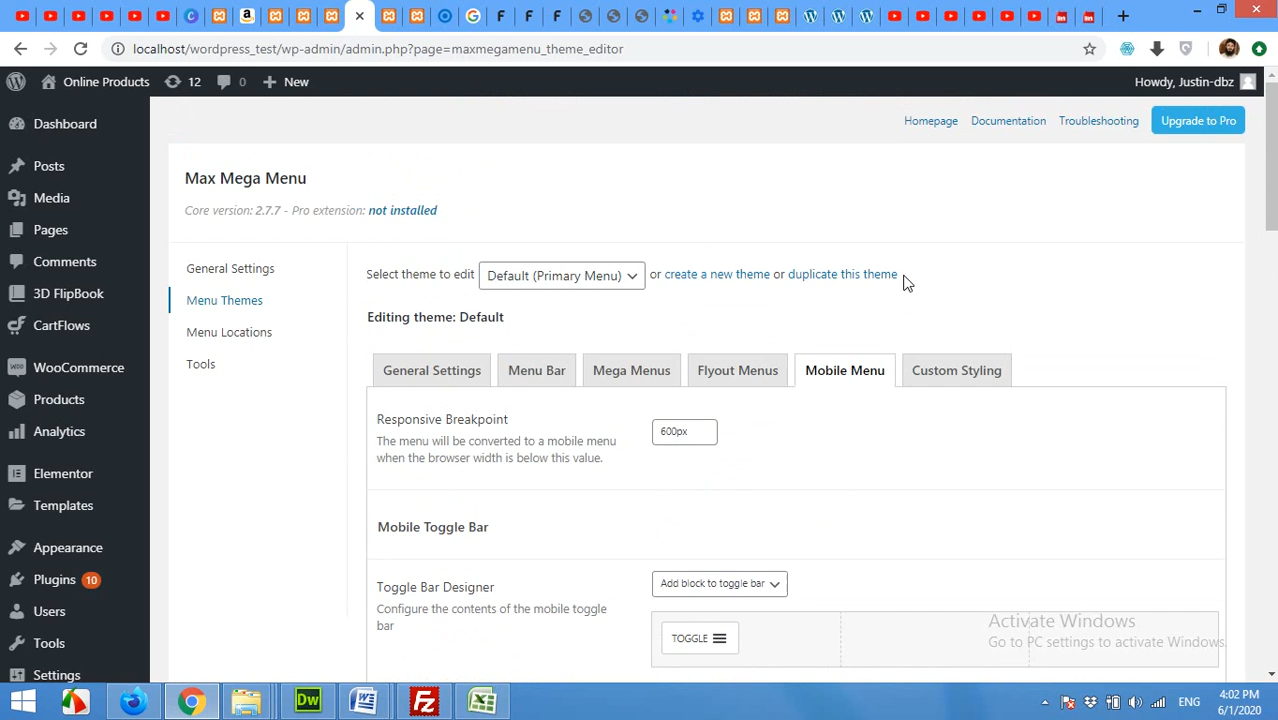 localhost/wordpress_test/wp-admin/admin.php?page=maxmegamenu_theme_editor
Online Products
12
0
New
Howdy, Justin-dbz
Dashboard
Posts
Media
Pages
Comments
3D FlipBook
CartFlows
WooCommerce
Products
Analytics
Elementor
Templates
Appearance
Plugins 10
Users
Tools
Settings
Homepage
Documentation
Troubleshooting
Upgrade to Pro
Max Mega Menu
Core version: 2.7.7 - Pro extension: not installed
General Settings
Menu Themes
Menu Locations
Tools
Select theme to edit Default (Primary Menu) or create a new theme or duplicate this theme
Editing theme: Default
General Settings
Menu Bar
Mega Menus
Flyout Menus
Mobile Menu
Custom Styling
Responsive Breakpoint
The menu will be converted to a mobile menu
when the browser width is below this value.
600px
Mobile Toggle Bar
Toggle Bar Designer
Configure the contents of the mobile toggle
bar
Add block to toggle bar
TOGGLE
Activate Windows
Go to PC settings to activate Windows.
ENG
4:02 PM
6/1/2020